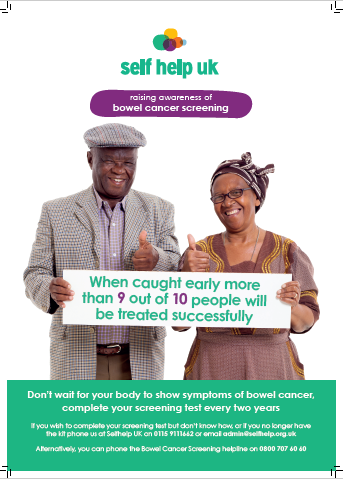 self help uk
raising awareness of
bowel cancer screening
When caught early more
than 9 out of 10 people will
be treated successfully
Don't wait for your body to show symptoms of bowel cancer,
complete your screening test every two years
If you wish to complete your screening test but don't know how, or if you no longer have
the kit phone us at Selfhelp UK on 0115 9111662 or email admin@selfhelp.org.uk
Alternatively, you can phone the Bowel Cancer Screening helpline on 0800 707 60 60